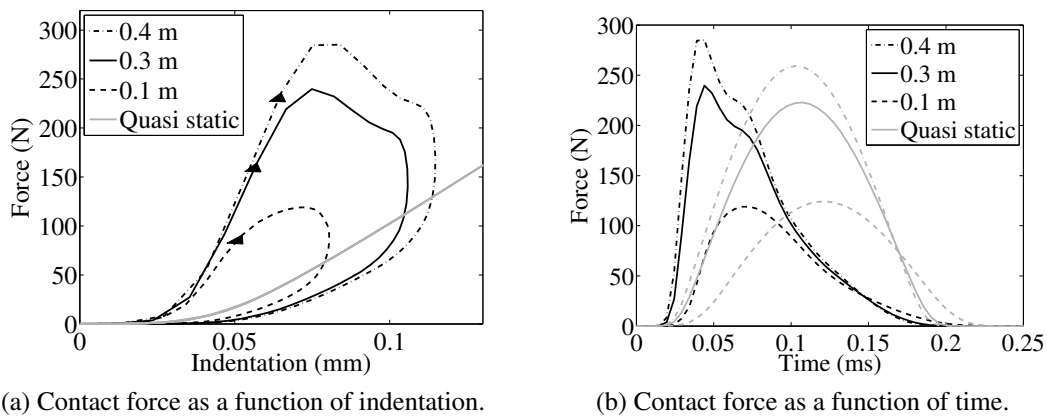 300
250
200
150
100
50
0
Force (N)
0.4 m
0.3 m
0.1 m
Quasi static
0
0.05
0.1
Indentation (mm)
(a) Contact force as a function of indentation.
300
250
200
150
100
50
0
Force (N)
0.4 m
0.3 m
0.1 m
Quasi static
0
0.05
0.1
0.15
0.2
0.25
Time (ms)
(b) Contact force as a function of time.